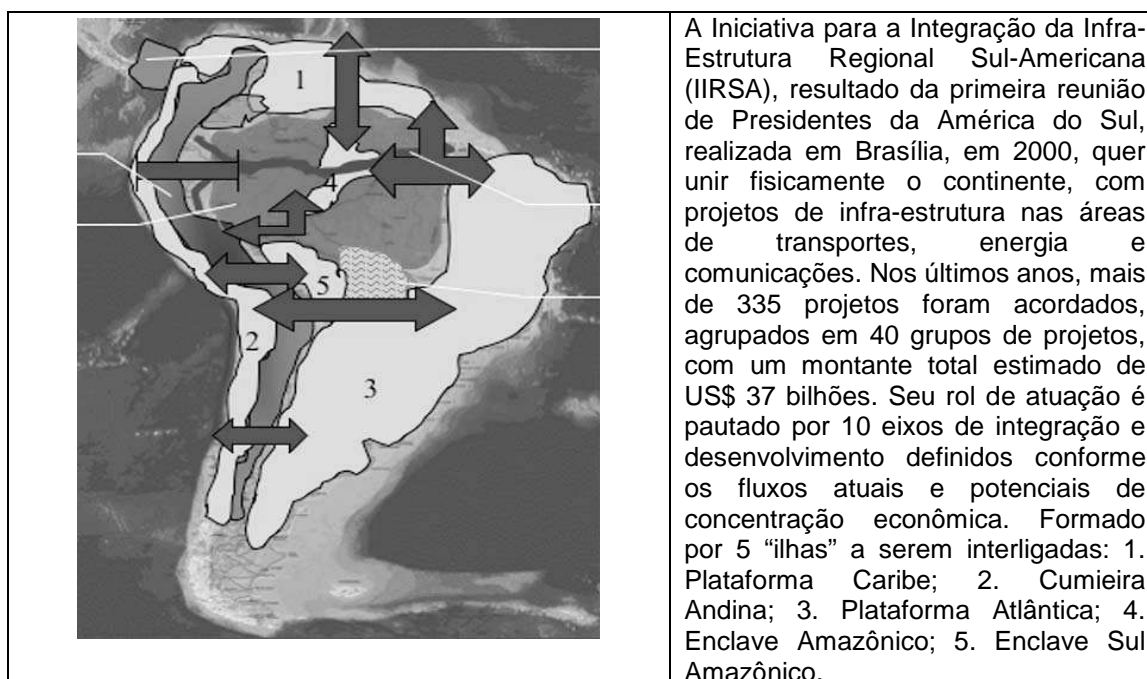 1
4
5
2
3
A Iniciativa para a Integração da Infra-
Estrutura Regional Sul-Americana
(IIRSA), resultado da primeira reunião
de Presidentes da América do Sul,
realizada em Brasília, em 2000, quer
unir fisicamente o continente, com
projetos de infra-estrutura nas áreas
de transportes, energia e
comunicações. Nos últimos anos, mais
de 335 projetos foram acordados,
agrupados em 40 grupos de projetos,
com um montante total estimado de
US$ 37 bilhões. Seu rol de atuação é
pautado por 10 eixos de integração e
desenvolvimento definidos conforme
os fluxos atuais e potenciais de
concentração econômica. Formado
por 5 “ilhas” a serem interligadas: 1.
Plataforma Caribe; 2. Cumieira
Andina; 3. Plataforma Atlântica; 4.
Enclave Amazônico; 5. Enclave Sul
Amazônico.